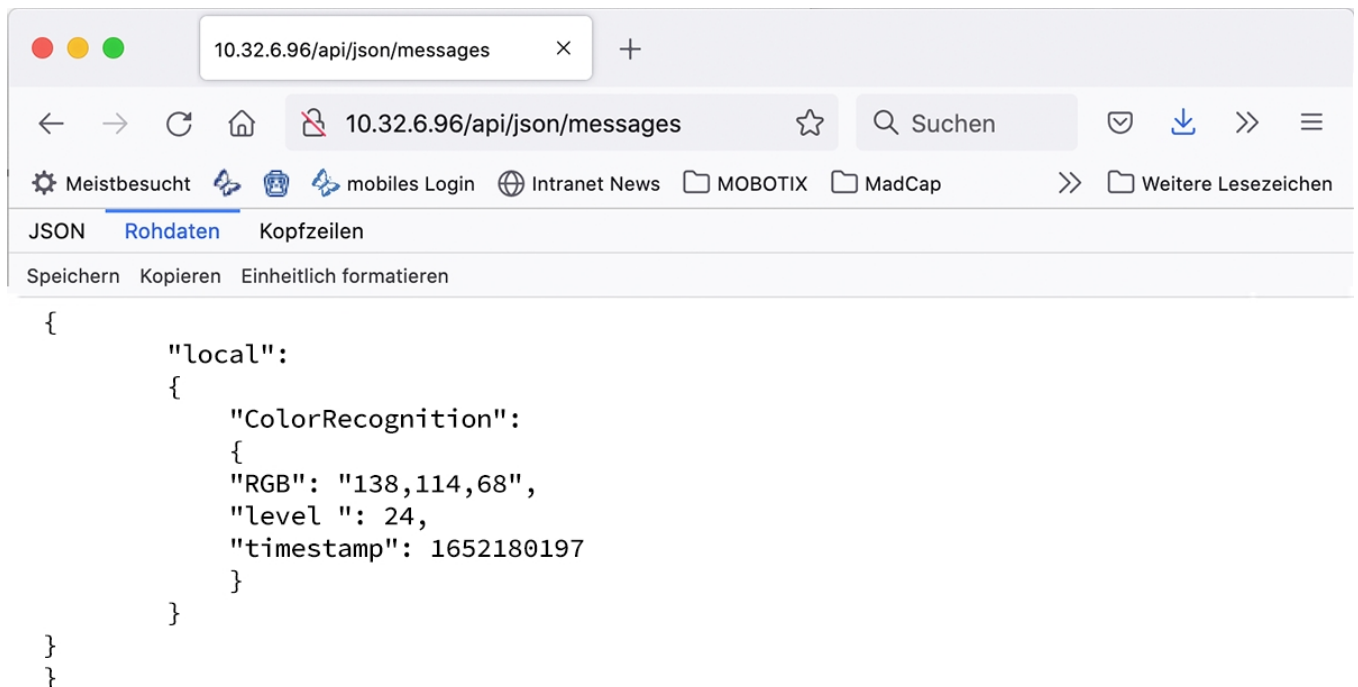 10.32.6.96/api/json/messages
10.32.6.96/api/json/messages Suchen
Meistbesucht mobiles Login Intranet News MOBOTIX MadCap Weitere Lesezeichen
JSON Rohdaten Kopfzeilen
Speichern Kopieren Einheitlich formatieren
{
"local":
{
"ColorRecognition":
{
"RGB": "138,114,68",
"level ": 24,
"timestamp": 1652180197
}
}
}
}